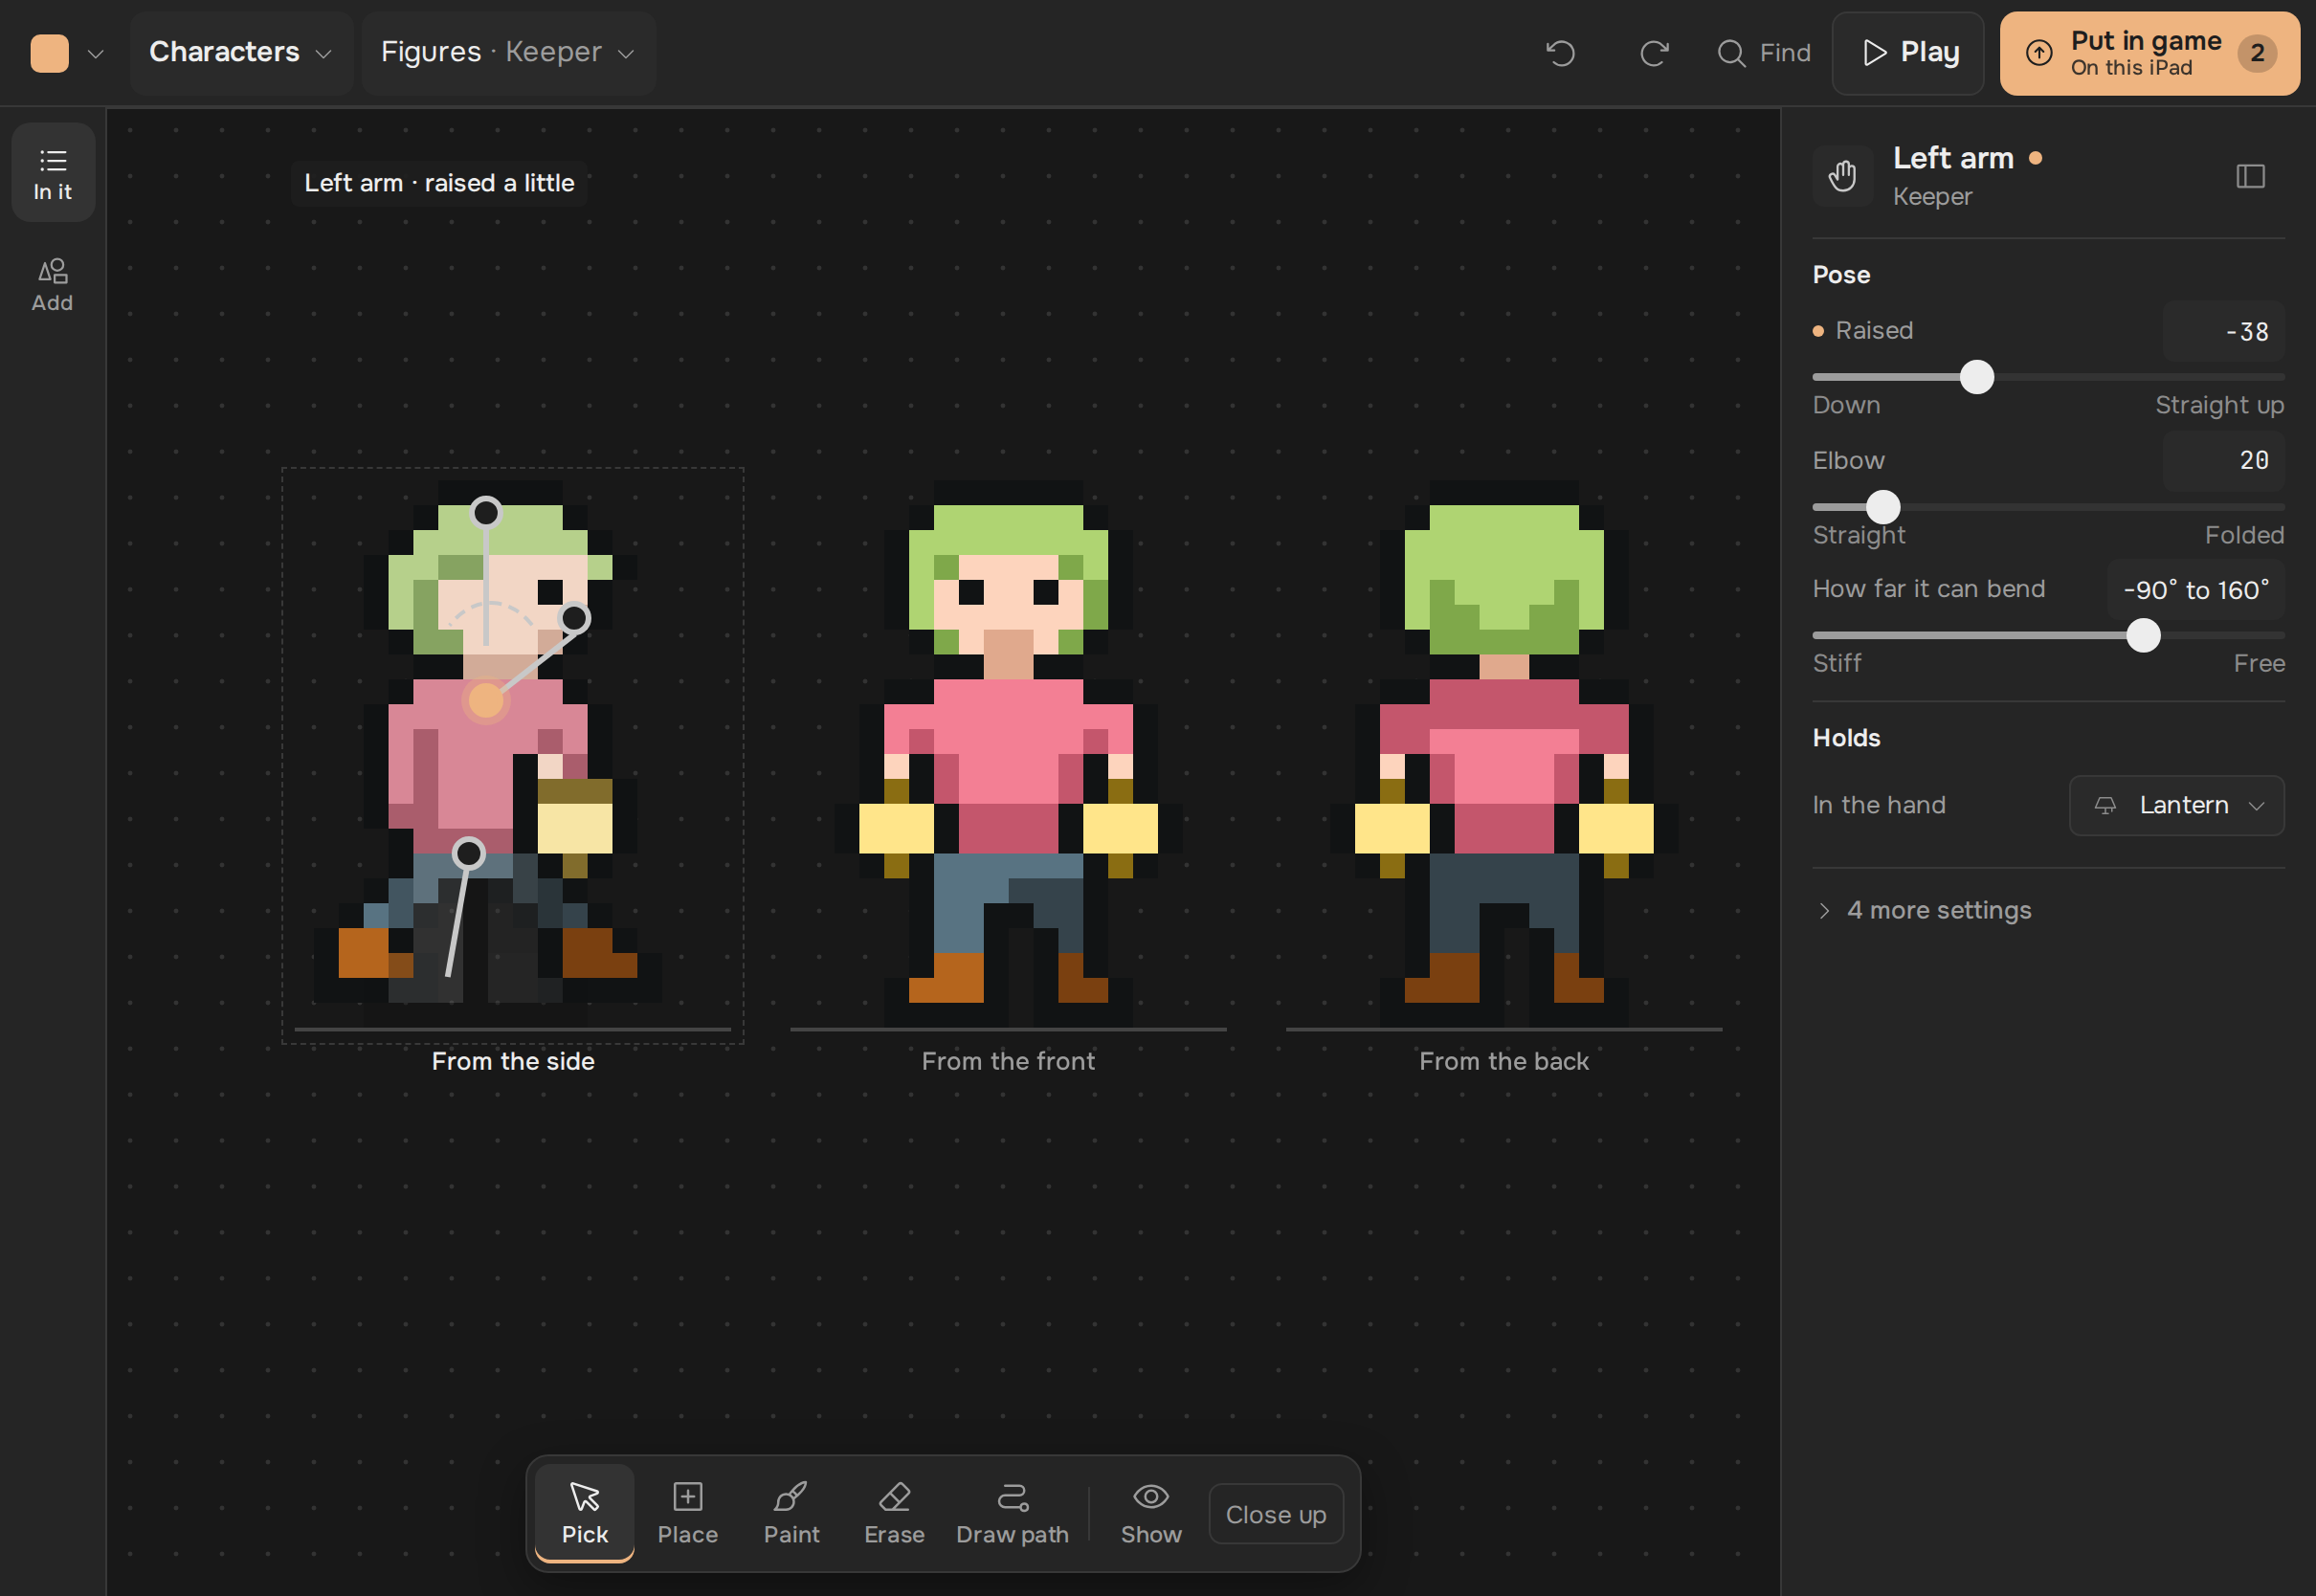 Characters
Figures · Keeper
Find
Play
Put in game
On this iPad
2
In it
Add
Left arm · raised a little
From the side
From the front
From the back
Pick
Place
Paint
Erase
Draw path
Show
Close up
Left arm
Keeper
Pose
Raised
-38
Down
Straight up
Elbow
20
Straight
Folded
How far it can bend
-90° to 160°
Stiff
Free
Holds
In the hand
Lantern
4 more settings